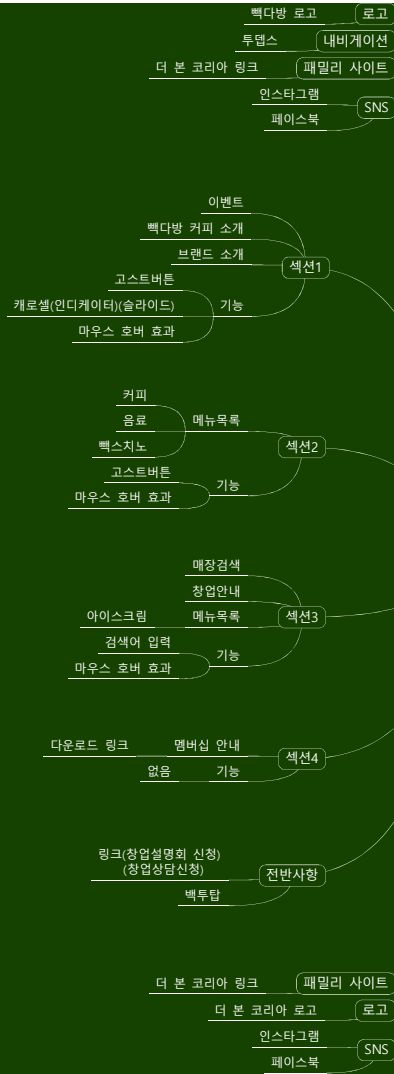 빽다방 로고
로고
투뎁스
내비게이션
더 본 코리아 링크
패밀리 사이트
인스타그램
SNS
페이스북
이벤트
빽다방 커피 소개
브랜드 소개
섹션1
고스트버튼
캐로셀(인디케이터)(슬라이드)
기능
마우스 호버 효과
커피
음료
메뉴목록
빽스치노
섹션2
고스트버튼
기능
마우스 호버 효과
매장검색
창업안내
아이스크림
메뉴목록
섹션3
검색어 입력
기능
마우스 호버 효과
다운로드 링크
멤버십 안내
섹션4
없음
기능
링크(창업설명회 신청)
(창업상담신청)
전반사항
백투탑
더 본 코리아 링크
패밀리 사이트
더 본 코리아 로고
로고
인스타그램
SNS
페이스북